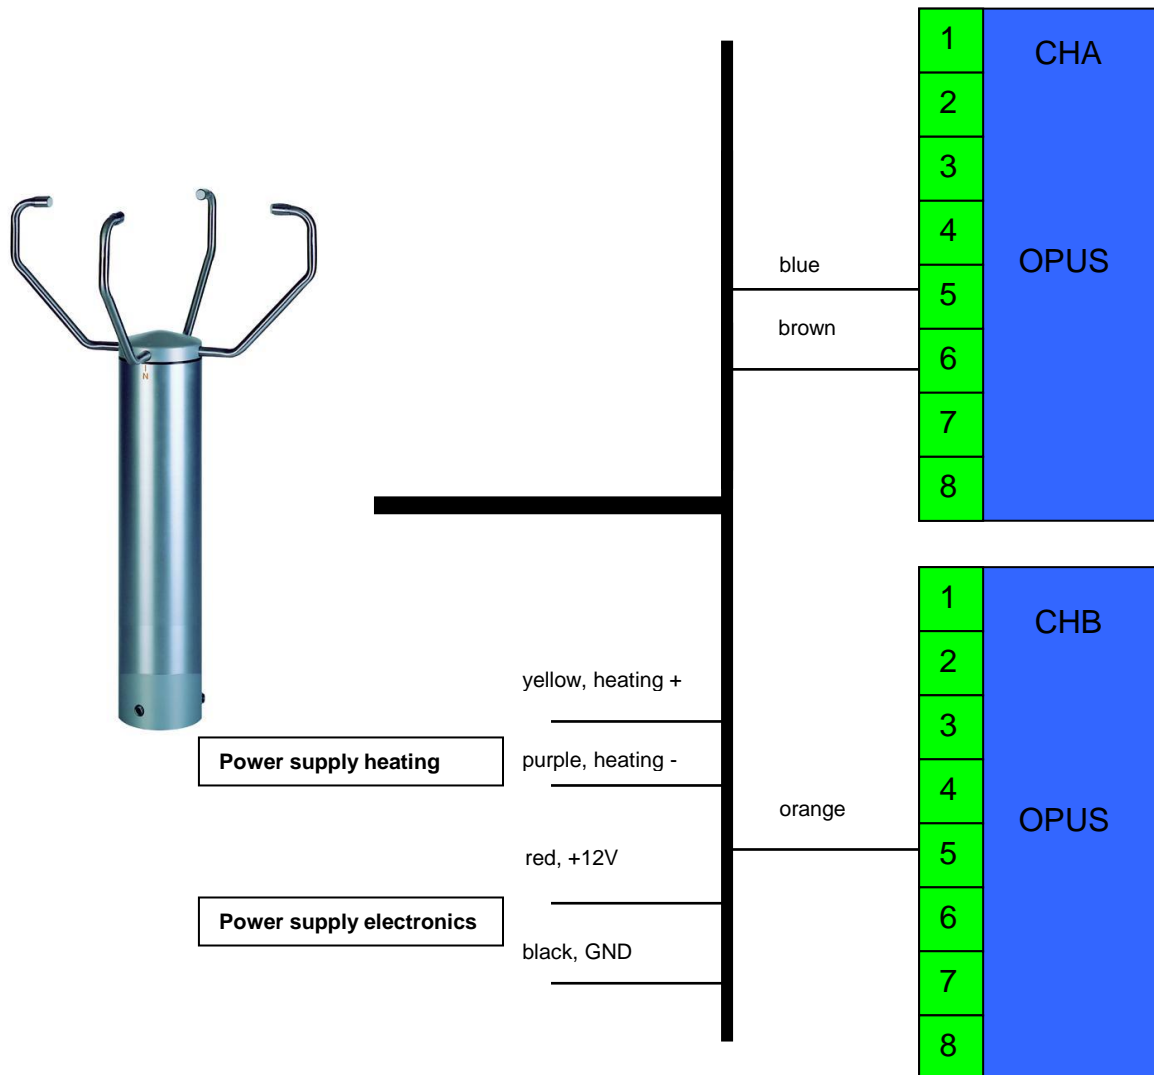 1
CHA
2
3
4
OPUS
blue
5
brown
6
7
8
N
1
CHB
2
yellow, heating +
3
Power supply heating
purple, heating -
4
orange
OPUS
red, +12V
5
Power supply electronics
6
black, GND
7
8